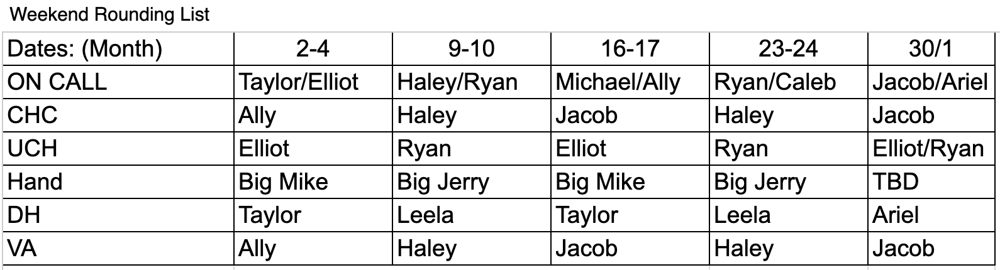 Weekend Rounding List
Dates: (Month) 2-4 9-10 16-17 23-24 30/1
ON CALL Taylor/Elliot Haley/Ryan Michael/Ally Ryan/Caleb Jacob/Ariel
CHC Ally Haley Jacob Haley Jacob
UCH Elliot Ryan Elliot Ryan Elliot/Ryan
Hand Big Mike Big Jerry Big Mike Big Jerry TBD
DH Taylor Leela Taylor Leela Ariel
VA Ally Haley Jacob Haley Jacob